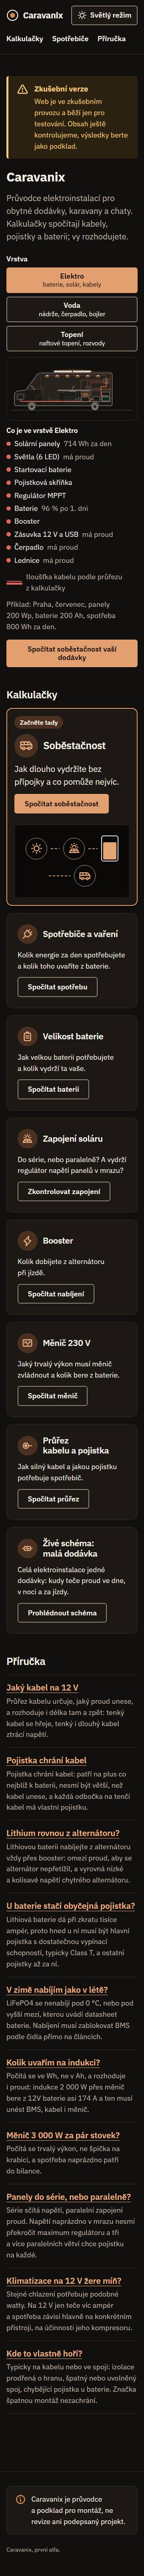 Caravanix
Světlý režim
Kalkulačky Spotřebiče Příručka
Zkušební verze
Web je ve zkušebním
provozu a běží jen pro
testování. Obsah ještě
kontrolujeme, výsledky berte
jako podklad.
Caravanix
Průvodce elektroinstalací pro
obytné dodávky, karavany a chaty.
Kalkulačky spočítají kabely,
pojistky a baterii; vy rozhodujete.
Vrstva
Elektro
baterie, solár, kabely
Voda
nádrže, čerpadlo, bojler
Topení
naftové topení, rozvody
Co je ve vrstvě Elektro
Solární panely 714 Wh za den
Světla (6 LED) má proud
Startovací baterie
Pojistková skříňka
Regulátor MPPT
Baterie 96 % po 1. dni
Booster
Zásuvka 12 V a USB má proud
Čerpadlo má proud
Lednice má proud
tloušťka kabelu podle průřezu
z kalkulačky
Příklad: Praha, červenec, panely
200 Wp, baterie 200 Ah, spotřeba
800 Wh za den.
Spočítat soběstačnost vaší
dodávky
Kalkulačky
Začněte tady
Soběstačnost
Jak dlouho vydržíte bez
přípojky a co pomůže nejvíc.
Spočítat soběstačnost
Spotřebiče a vaření
Kolik energie za den spotřebujete
a kolik toho uvaříte z baterie.
Spočítat spotřebu
Velikost baterie
Jak velkou baterii potřebujete
a kolik vydrží ta vaše.
Spočítat baterii
Zapojení soláru
Do série, nebo paralelně? A vydrží
regulátor napětí panelů v mrazu?
Zkontrolovat zapojení
Booster
Kolik dobijete z alternátoru
při jízdě.
Spočítat nabíjení
Měnič 230 V
Jaký trvalý výkon musí měnič
zvládnout a kolik bere z baterie.
Spočítat měnič
Průřez
kabelu a pojistka
Jak silný kabel a jakou pojistku
potřebuje spotřebič.
Spočítat průřez
Živé schéma:
malá dodávka
Celá elektroinstalace jedné
dodávky: kudy teče proud ve dne,
v noci a za jízdy.
Prohlédnout schéma
Příručka
Jaký kabel na 12 V
Průřez kabelu určuje, jaký proud unese,
a rozhoduje i délka tam a zpět: tenký
kabel se hřeje, tenký i dlouhý kabel
ztrácí napětí.
Pojistka chrání kabel
Pojistka chrání kabel: patří na plus co
nejblíž k baterii, nesmí být větší, než
kabel unese, a každá odbočka na tenčí
kabel má vlastní pojistku.
Lithium rovnou z alternátoru?
Lithiovou baterii nabíjejte z alternátoru
vždy přes booster: omezí proud, aby se
alternátor nepřetížil, a vyrovná nízké
a kolísavé napětí chytrého alternátoru.
U baterie stačí obyčejná pojistka?
Lithiová baterie dá při zkratu tisíce
ampér, proto hned u ní musí být hlavní
pojistka s dostatečnou vypínací
schopností, typicky Class T, a ostatní
pojistky až za ní.
V zimě nabíjím jako v létě?
LiFePO4 se nenabíjí pod 0 °C, nebo pod
vyšší mezí, kterou uvádí datasheet
baterie. Nabíjení musí zablokovat BMS
podle čidla přímo na článcích.
Kolik uvařím na indukci?
Počítá se ve Wh, ne v Ah, a rozhoduje
i proud: indukce 2 000 W přes měnič
bere z 12V baterie asi 174 A a ten musí
unést BMS, kabel i měnič.
Měnič 3 000 W za pár stovek?
Počítá se trvalý výkon, ne špička na
krabici, a spotřeba naprázdno patří
do bilance.
Panely do série, nebo paralelně?
Série sčítá napětí, paralelní zapojení
proud. Napětí naprázdno v mrazu nesmí
překročit maximum regulátoru a tři
a více paralelních větví chce pojistku
na každé.
Klimatizace na 12 V žere míň?
Stejné chlazení potřebuje podobné
watty. Na 12 V jen teče víc ampér
a spotřeba závisí hlavně na konkrétním
přístroji, na účinnosti jeho kompresoru.
Kde to vlastně hoří?
Typicky na kabelu nebo ve spoji: izolace
prodřená o hranu, špatný nebo uvolněný
spoj, chybějící pojistka u baterie. Značka
špatnou montáž nezachrání.
Caravanix je průvodce
a podklad pro montáž, ne
revize ani podepsaný projekt.
Caravanix, první alfa.